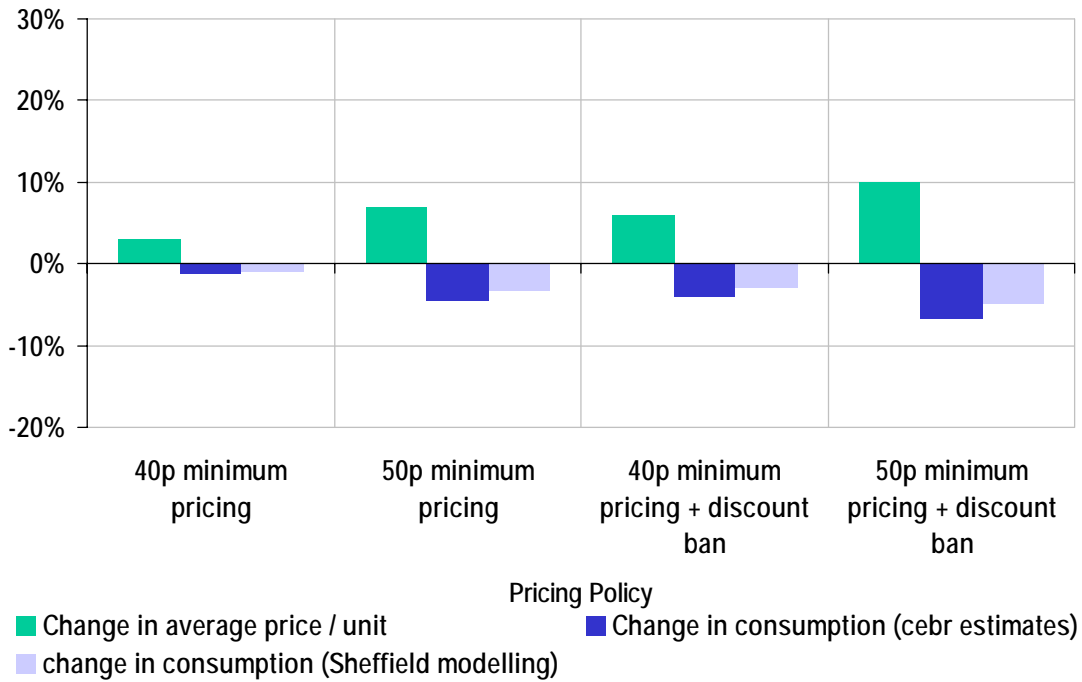 30%
20%
10%
0%
-10%
-20%
40p minimum
pricing
50p minimum
pricing
40p minimum
pricing + discount
ban
50p minimum
pricing + discount
ban
Pricing Policy
Change in average price / unit
Change in consumption (cebr estimates)
change in consumption (Sheffield modelling)